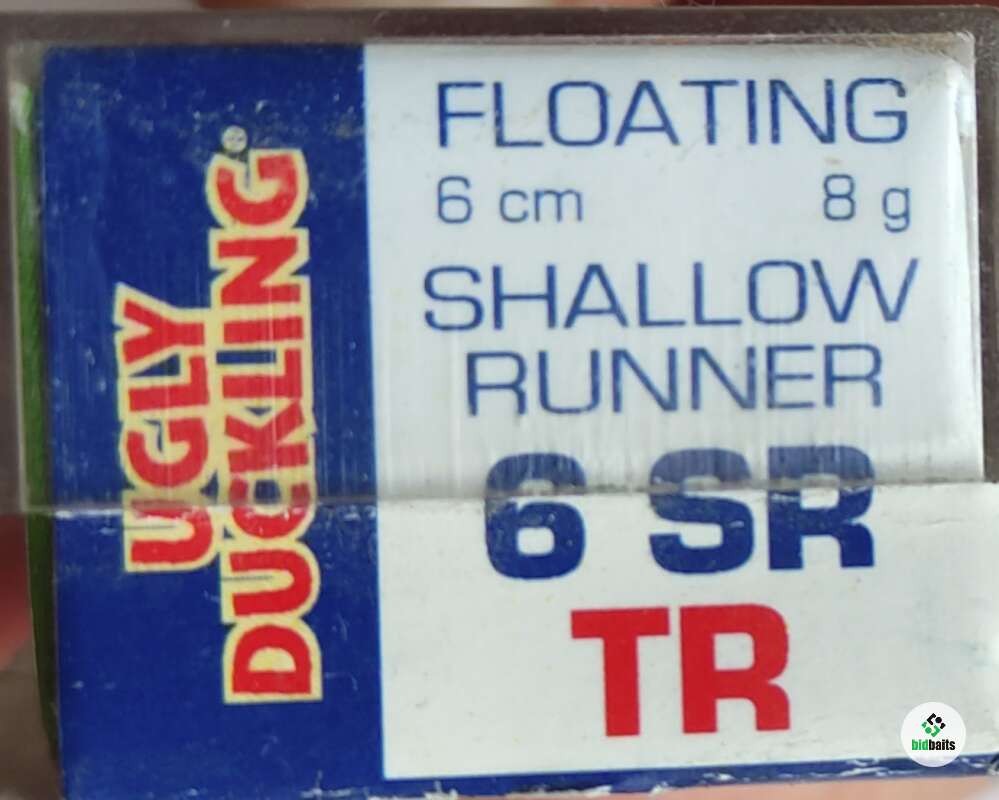 UGLY
DUCKLING®
FLOATING
6 cm 8 g
SHALLOW
RUNNER
6 SR
TR
bidbaits